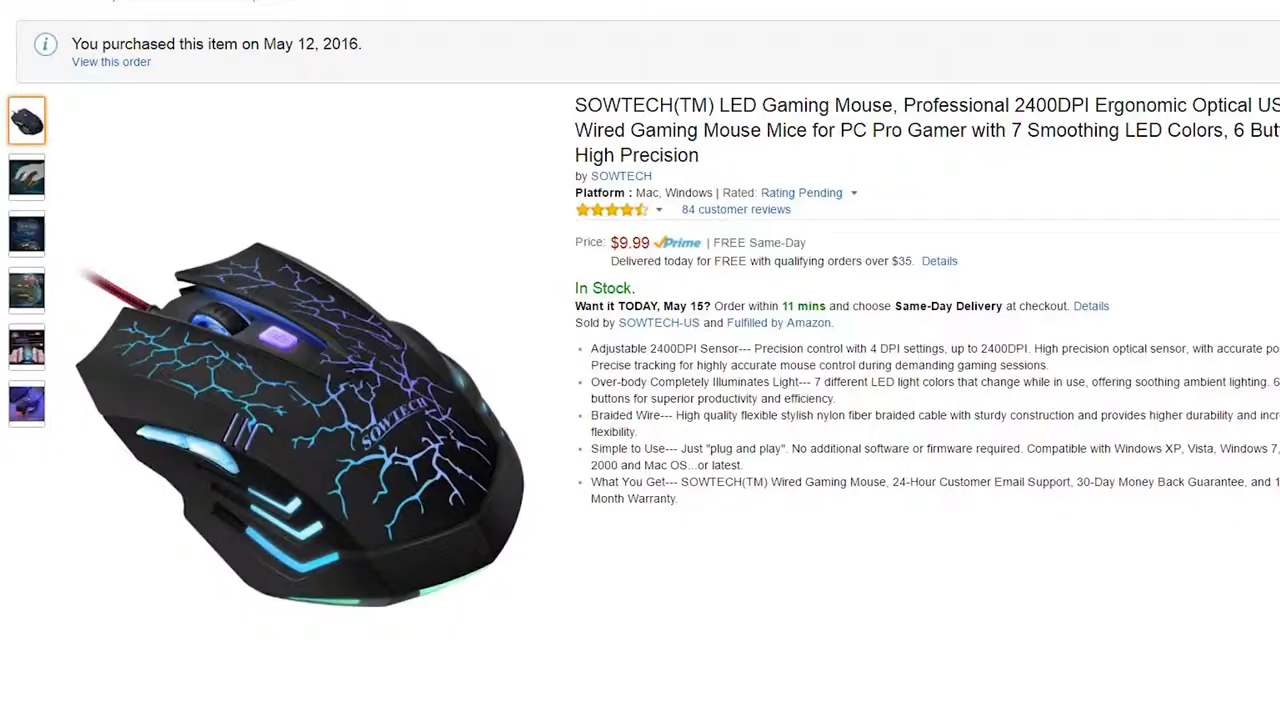 You purchased this item on May 12, 2016.
View this order
SOWTECH(TM) LED Gaming Mouse, Professional 2400DPI Ergonomic Optical
Wired Gaming Mouse Mice for PC Pro Gamer with 7 Smoothing LED Colors, 6
High Precision
by SOWTECH
Platform : Mac, Windows | Rated: Rating Pending
84 customer reviews
Price: $9.99 Prime | FREE Same-Day
Delivered today for FREE with qualifying orders over $35. Details
In Stock.
Want it TODAY, May 15? Order within 11 mins and choose Same-Day Delivery at checkout. Details
Sold by SOWTECH-US and Fulfilled by Amazon.
Adjustable 2400DPI Sensor--- Precision control with 4 DPI settings, up to 2400DPI. High precision optical sensor, with accurate
Precise tracking for highly accurate mouse control during demanding gaming sessions.
Over-body Completely Illuminates Light--- 7 different LED light colors that change while in use, offering soothing ambient lighting. 6
buttons for superior productivity and efficiency.
Braided Wire--- High quality flexible stylish nylon fiber braided cable with sturdy construction and provides higher durability and
flexibility.
Simple to Use--- Just "plug and play". No additional software or firmware required. Compatible with Windows XP, Vista, Windows 7,
2000 and Mac OS...or latest.
What You Get--- SOWTECH(TM) Wired Gaming Mouse, 24-Hour Customer Email Support, 30-Day Money Back Guarantee, and
Month Warranty.
SOWTECH